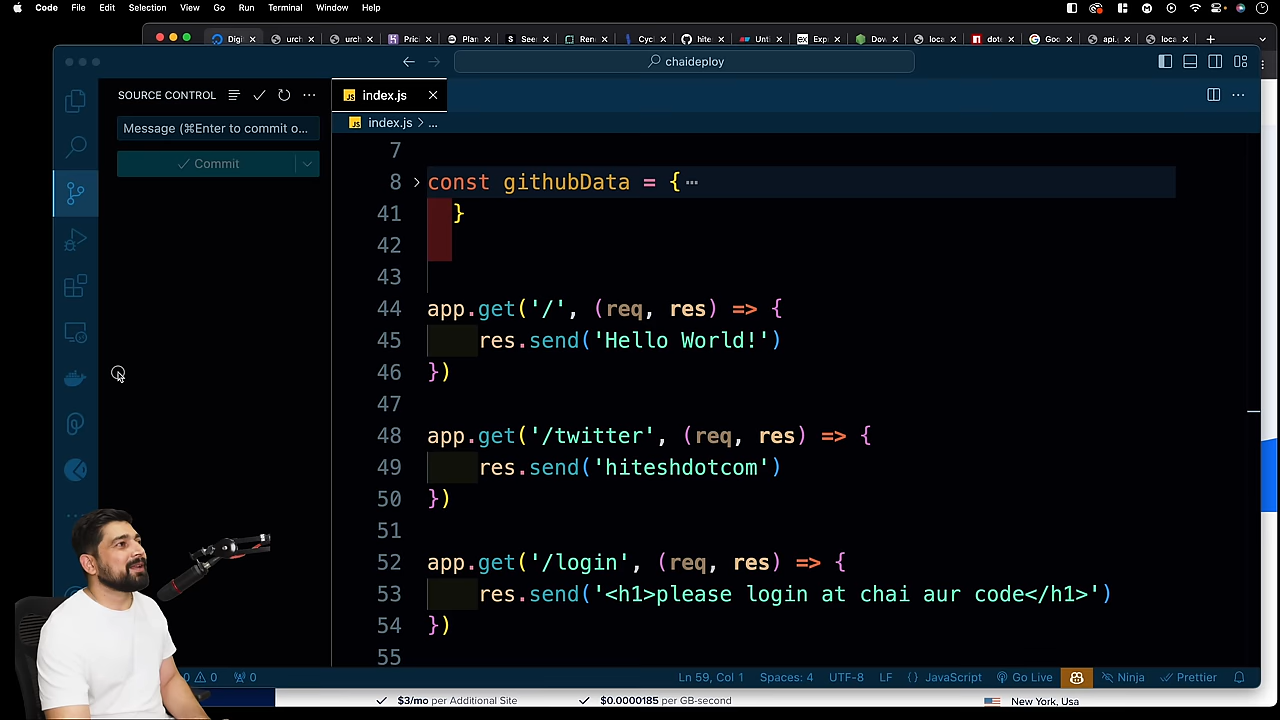 Code File Edit Selection View Go Run Terminal Window Help
Digi urch urch Pric Plan See Ren Cyc hite Unti Exp Dov loca dote Goo api. loca
chaideploy
SOURCE CONTROL
index.js
Message (⌘Enter to commit o...
index.js > ...
Commit
7
8 const githubData = { ...
41 }
42
43
44 app.get('/', (req, res) => {
45 res.send('Hello World!')
46 })
47
48 app.get('/twitter', (req, res) => {
49 res.send('hiteshdotcom')
50 })
51
52 app.get('/login', (req, res) => {
53 res.send('<h1>please login at chai aur code</h1>')
54 })
55
0 0 Ln 59, Col 1 Spaces: 4 UTF-8 LF {} JavaScript Go Live Ninja Prettier
$3/mo per Additional Site $0.0000185 per GB-second New York, Usa